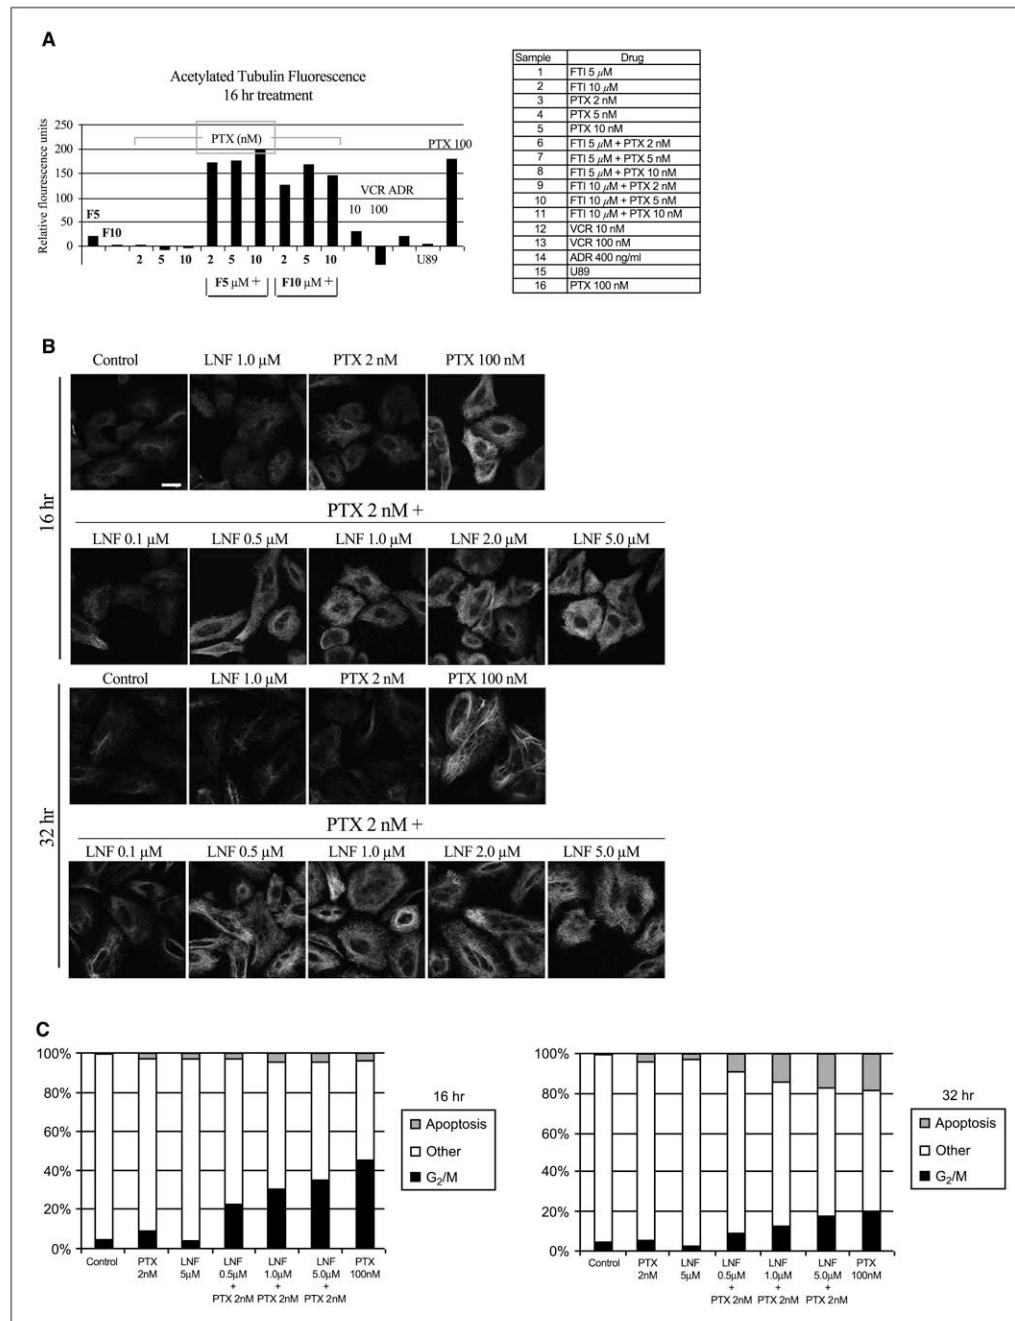 A
Acetylated Tubulin Fluorescence
16 hr treatment
Relative flourescence units
250
200
150
100
50
0
PTX (nM)
PTX 100
VCR ADR
10 100
F5
F10
U89
2 5 10 2 5 10 2 5 10
F5 µM + F10 µM +
Sample Drug
1 FTI 5 µM
2 FTI 10 µM
3 PTX 2 nM
4 PTX 5 nM
5 PTX 10 nM
6 FTI 5 µM + PTX 2 nM
7 FTI 5 µM + PTX 5 nM
8 FTI 5 µM + PTX 10 nM
9 FTI 10 µM + PTX 2 nM
10 FTI 10 µM + PTX 5 nM
11 FTI 10 µM + PTX 10 nM
12 VCR 10 nM
13 VCR 100 nM
14 ADR 400 ng/ml
15 U89
16 PTX 100 nM
B
16 hr
Control LNF 1.0 µM PTX 2 nM PTX 100 nM
PTX 2 nM +
LNF 0.1 µM LNF 0.5 µM LNF 1.0 µM LNF 2.0 µM LNF 5.0 µM
32 hr
Control LNF 1.0 µM PTX 2 nM PTX 100 nM
PTX 2 nM +
LNF 0.1 µM LNF 0.5 µM LNF 1.0 µM LNF 2.0 µM LNF 5.0 µM
C
100%
80%
60%
40%
20%
0%
Control PTX LNF LNF LNF LNF PTX
2nM 5µM 0.5µM 1.0µM 5.0µM 100nM
+ + +
PTX 2nM PTX 2nM PTX 2nM
16 hr
Apoptosis
Other
G₂/M
100%
80%
60%
40%
20%
0%
Control PTX LNF LNF LNF LNF PTX
2nM 5µM 0.5µM 1.0µM 5.0µM 100nM
+ + +
PTX 2nM PTX 2nM PTX 2nM
32 hr
Apoptosis
Other
G₂/M